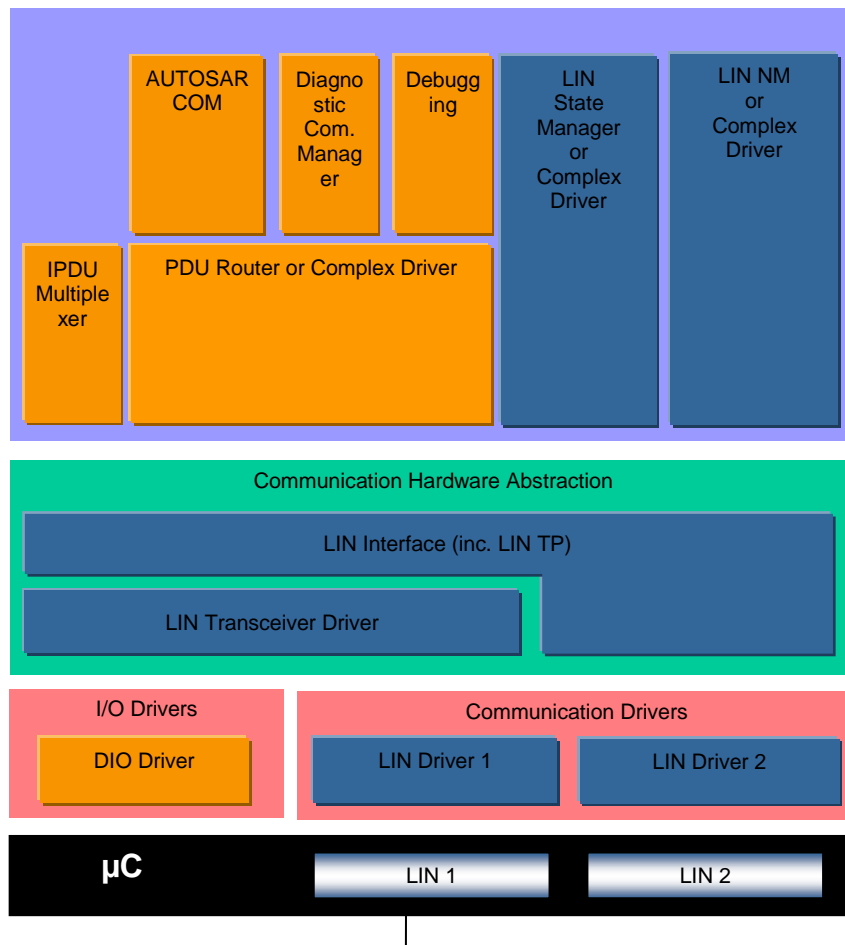 AUTOSAR
COM
Diagno
stic
Com.
Manag
er
Debugg
ing
LIN
State
Manager
or
Complex
Driver
LIN NM
or
Complex
Driver
IPDU
Multiple
xer
PDU Router or Complex Driver
Communication Hardware Abstraction
LIN Interface (inc. LIN TP)
LIN Transceiver Driver
I/O Drivers
Communication Drivers
DIO Driver
LIN Driver 1
LIN Driver 2
µC
LIN 1
LIN 2